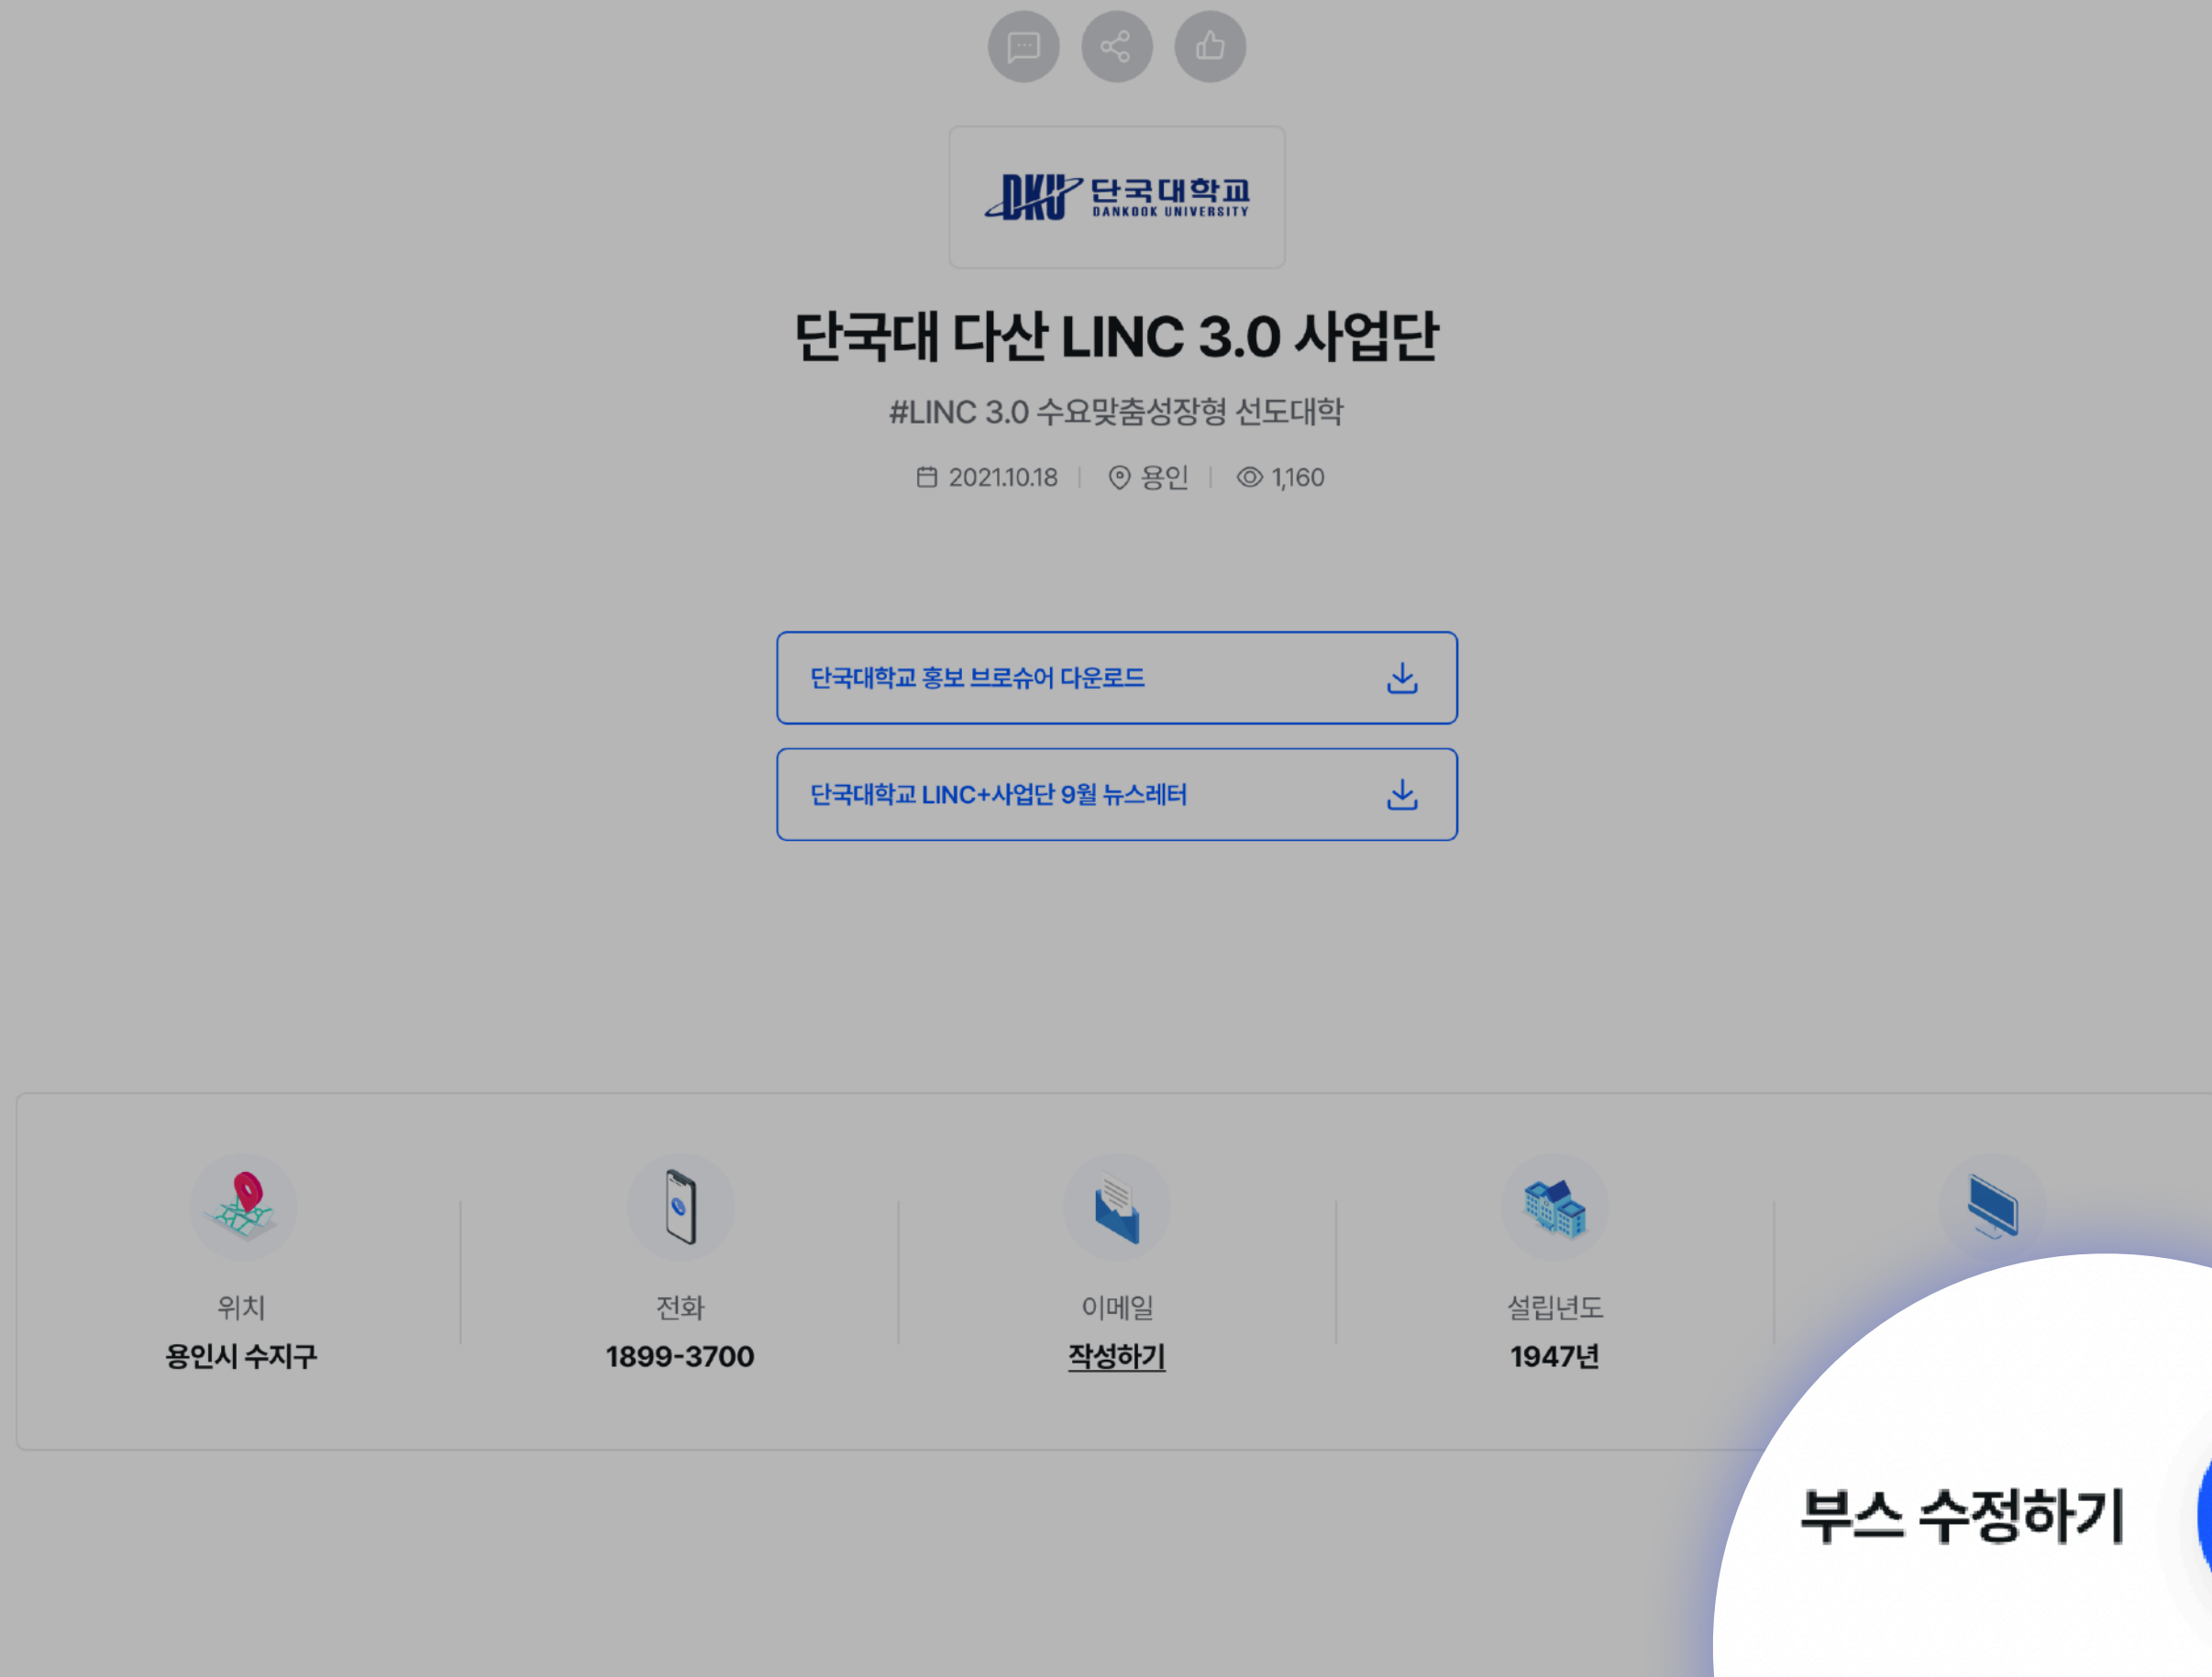 DKU 단국대학교
DANKOOK UNIVERSITY
단국대 다산 LINC 3.0 사업단
#LINC 3.0 수요맞춤성장형 선도대학
2021.10.18 용인 1,160
단국대학교 홍보 브로슈어 다운로드
단국대학교 LINC+사업단 9월 뉴스레터
위치
용인시 수지구
전화
1899-3700
이메일
작성하기
설립년도
1947년
부스 수정하기